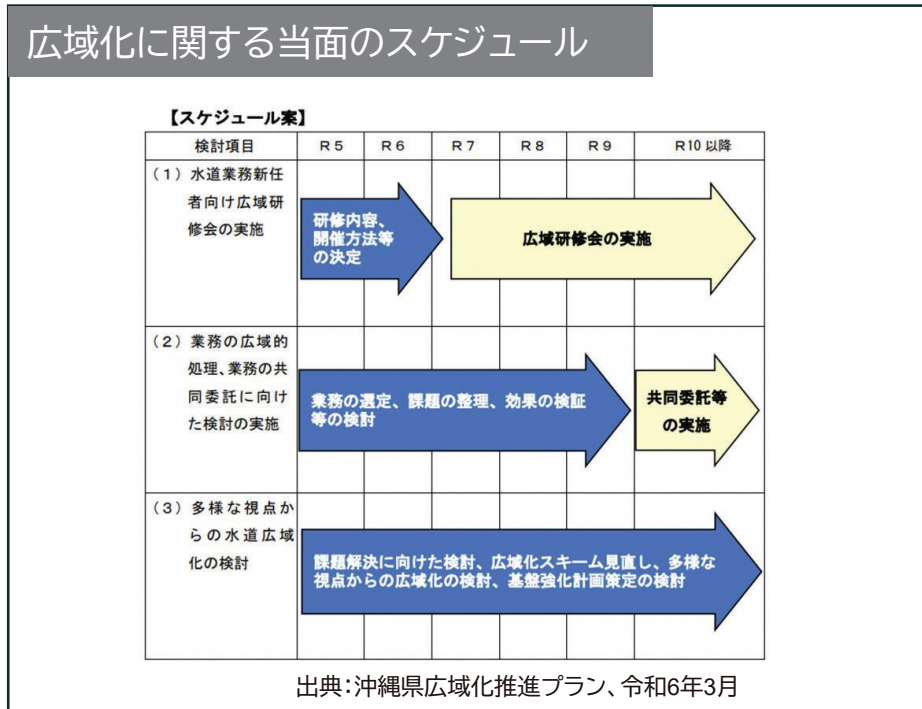 広域化に関する当面のスケジュール
【スケジュール案】
検討項目 R5 R6 R7 R8 R9 R10以降
(1)水道業務新任
者向け広域研
修会の実施
研修内容、
開催方法等
の決定
広域研修会の実施
(2)業務の広域的
処理、業務の共
同委託に向け
た検討の実施
業務の選定、課題の整理、効果の検証
等の検討
共同委託等
の実施
(3)多様な視点か
らの水道広域
化の検討
課題解決に向けた検討、広域化スキーム見直し、多様な
視点からの広域化の検討、基盤強化計画策定の検討
出典:沖縄県広域化推進プラン、令和6年3月